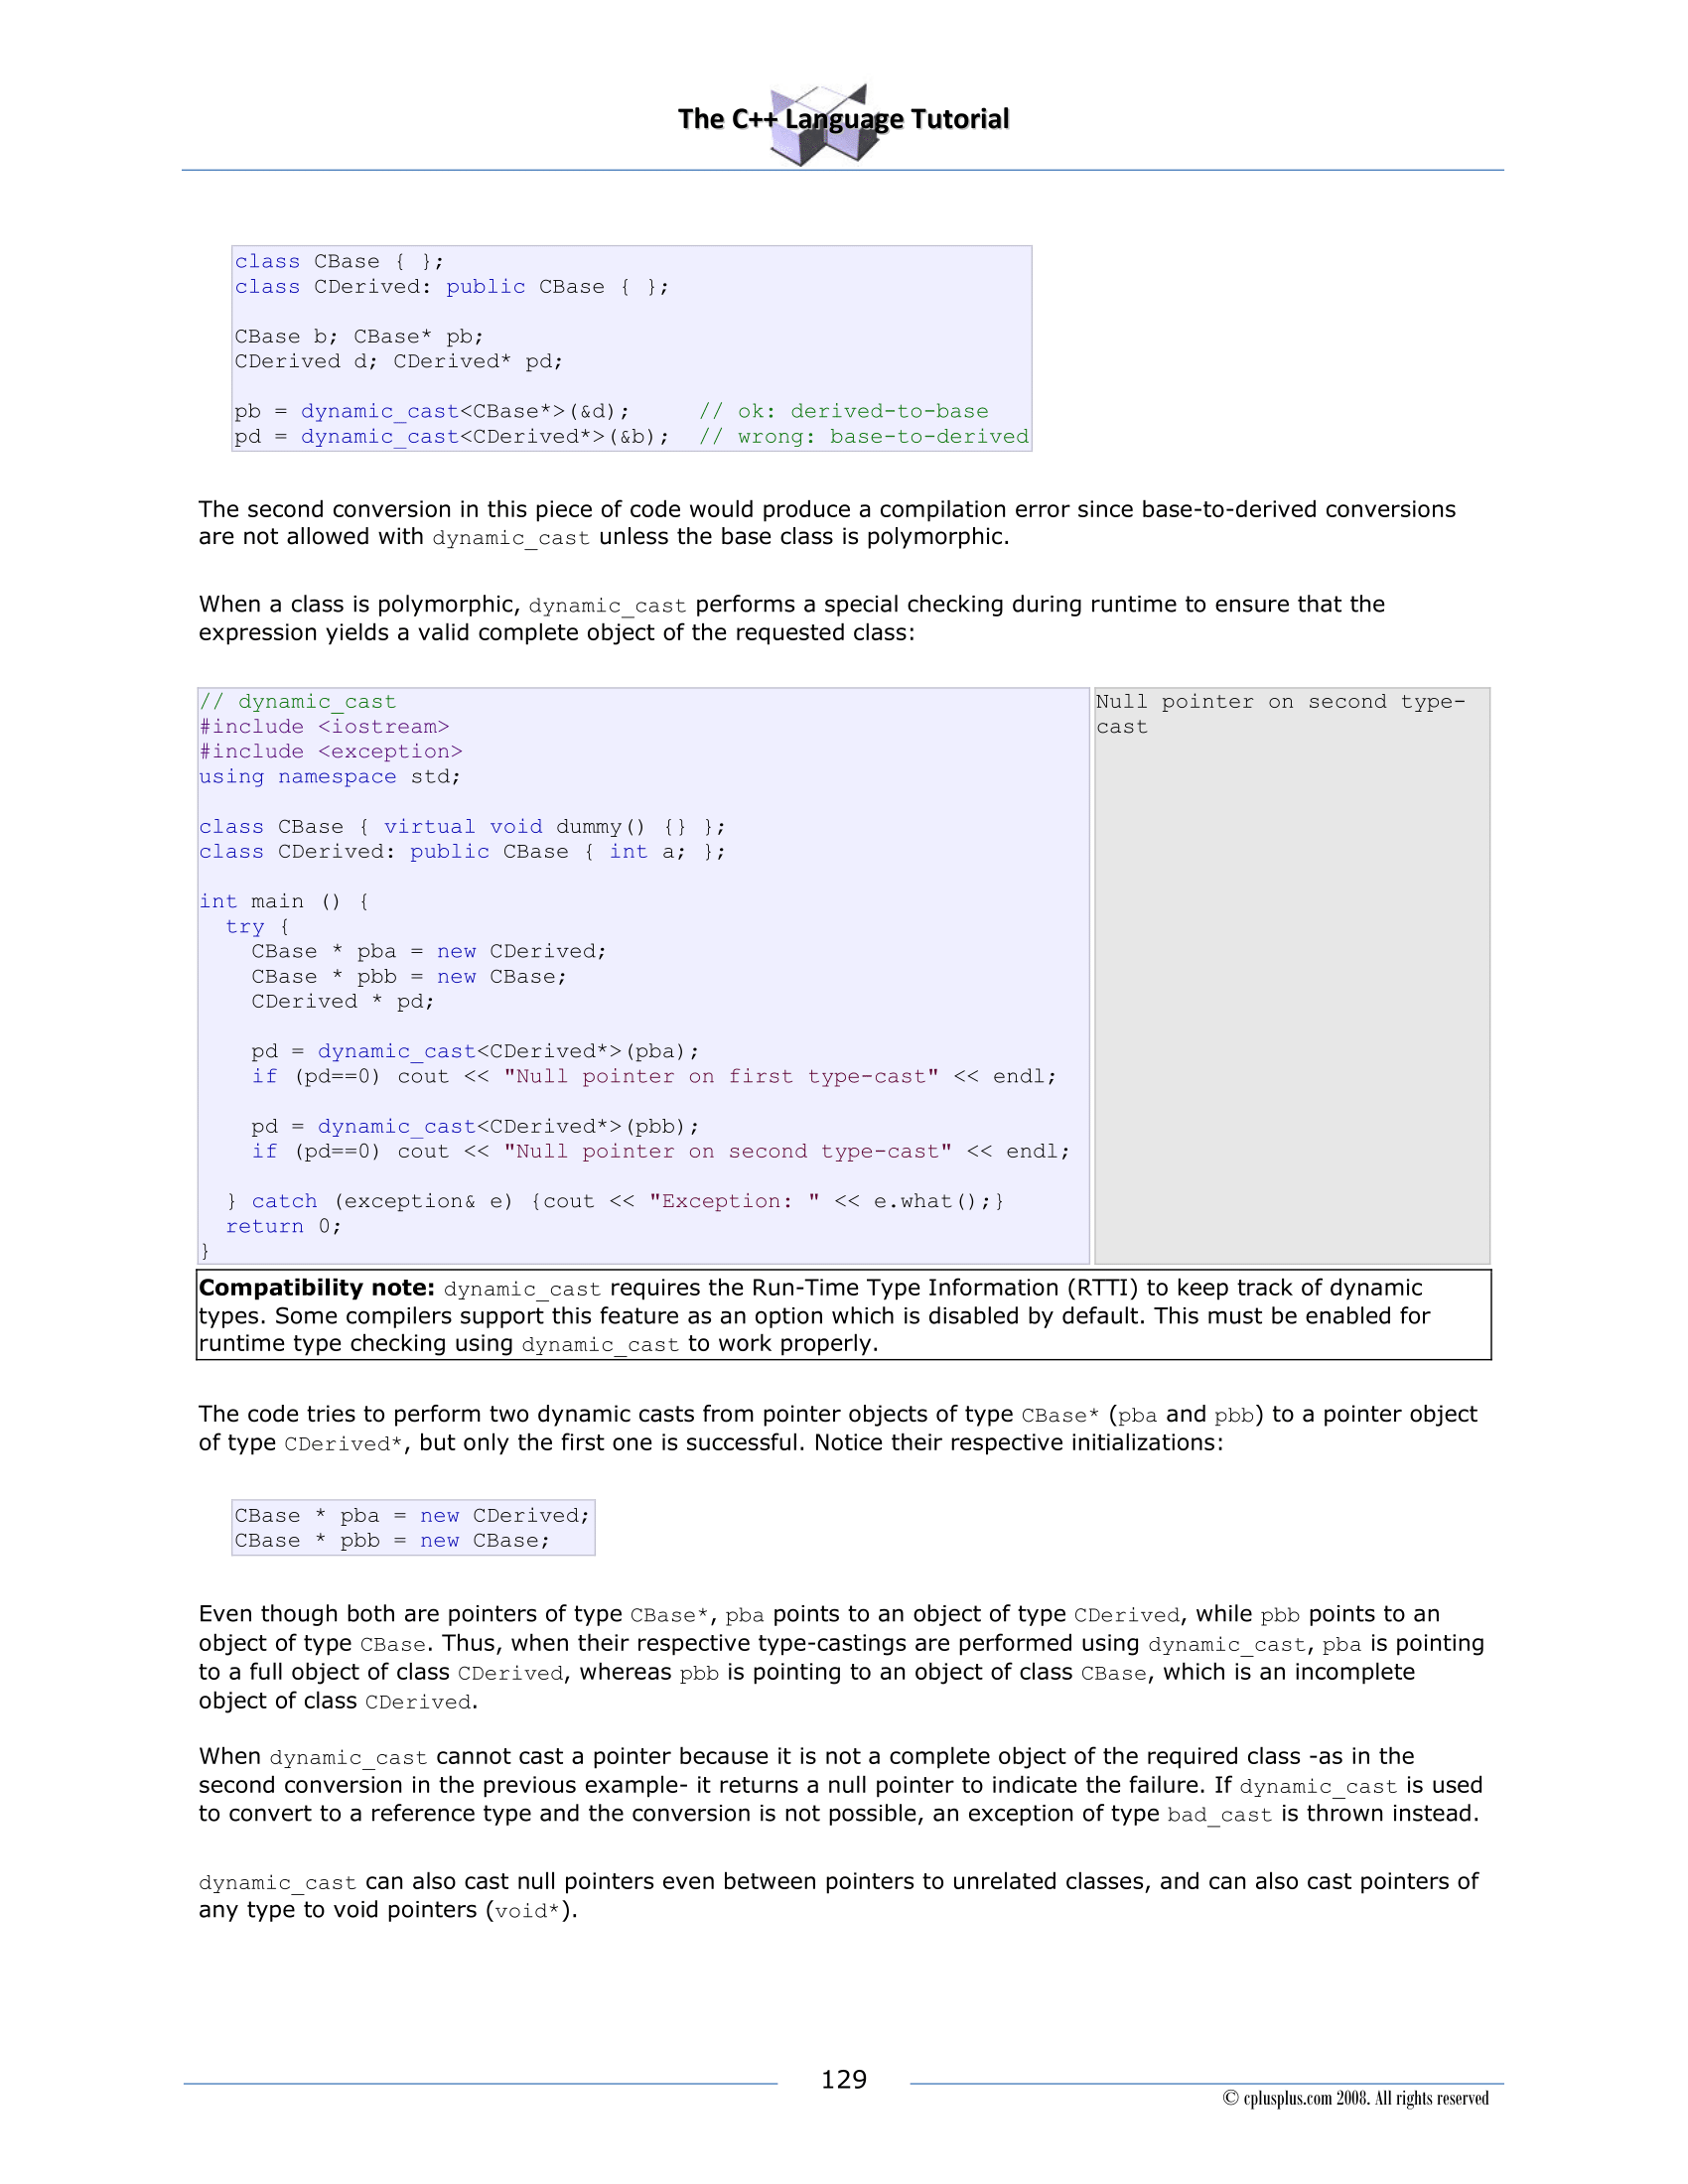 The C++ Language Tutorial
class CBase { };
class CDerived: public CBase { };
CBase b; CBase* pb;
CDerived d; CDerived* pd;
pb = dynamic_cast<CBase*>(&d);     // ok: derived-to-base
pd = dynamic_cast<CDerived*>(&b);  // wrong: base-to-derived
The second conversion in this piece of code would produce a compilation error since base-to-derived conversions
are not allowed with dynamic_cast unless the base class is polymorphic.
When a class is polymorphic, dynamic_cast performs a special checking during runtime to ensure that the
expression yields a valid complete object of the requested class:
// dynamic_cast
#include <iostream>
#include <exception>
using namespace std;
class CBase { virtual void dummy() {} };
class CDerived: public CBase { int a; };
int main () {
  try {
    CBase * pba = new CDerived;
    CBase * pbb = new CBase;
    CDerived * pd;
    pd = dynamic_cast<CDerived*>(pba);
    if (pd==0) cout << "Null pointer on first type-cast" << endl;
    pd = dynamic_cast<CDerived*>(pbb);
    if (pd==0) cout << "Null pointer on second type-cast" << endl;
  } catch (exception& e) {cout << "Exception: " << e.what();}
  return 0;
}
Null pointer on second type-
cast
Compatibility note: dynamic_cast requires the Run-Time Type Information (RTTI) to keep track of dynamic
types. Some compilers support this feature as an option which is disabled by default. This must be enabled for
runtime type checking using dynamic_cast to work properly.
The code tries to perform two dynamic casts from pointer objects of type CBase* (pba and pbb) to a pointer object
of type CDerived*, but only the first one is successful. Notice their respective initializations:
CBase * pba = new CDerived;
CBase * pbb = new CBase;
Even though both are pointers of type CBase*, pba points to an object of type CDerived, while pbb points to an
object of type CBase. Thus, when their respective type-castings are performed using dynamic_cast, pba is pointing
to a full object of class CDerived, whereas pbb is pointing to an object of class CBase, which is an incomplete
object of class CDerived.
When dynamic_cast cannot cast a pointer because it is not a complete object of the required class -as in the
second conversion in the previous example- it returns a null pointer to indicate the failure. If dynamic_cast is used
to convert to a reference type and the conversion is not possible, an exception of type bad_cast is thrown instead.
dynamic_cast can also cast null pointers even between pointers to unrelated classes, and can also cast pointers of
any type to void pointers (void*).
129
© cplusplus.com 2008. All rights reserved